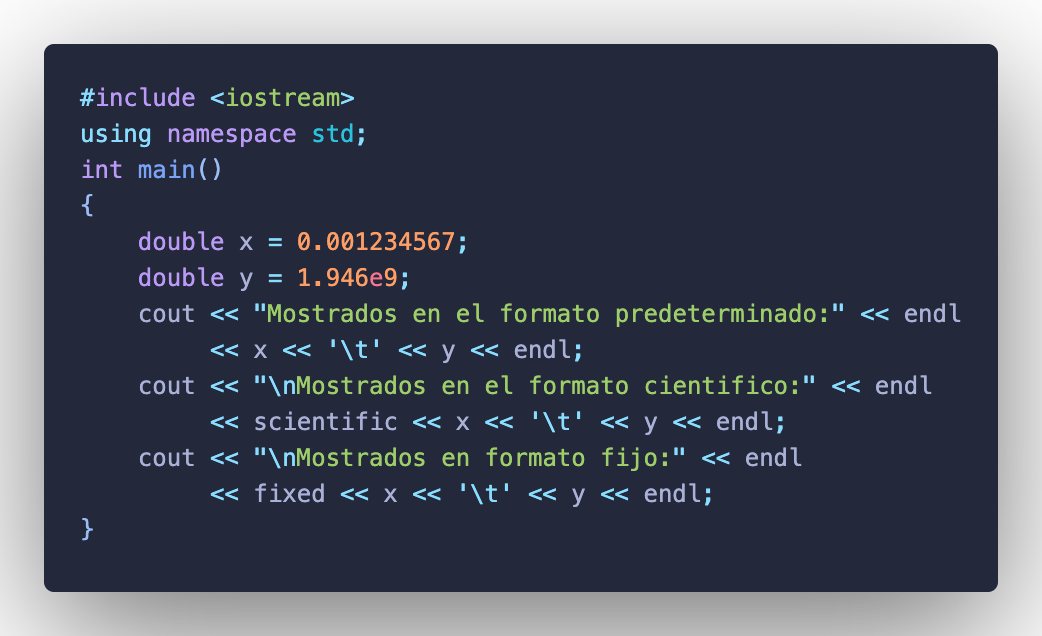 #include <iostream>
using namespace std;
int main()
{
    double x = 0.001234567;
    double y = 1.946e9;
    cout << "Mostrados en el formato predeterminado:" << endl
         << x << '\t' << y << endl;
    cout << "\nMostrados en el formato cientifico:" << endl
         << scientific << x << '\t' << y << endl;
    cout << "\nMostrados en formato fijo:" << endl
         << fixed << x << '\t' << y << endl;
}